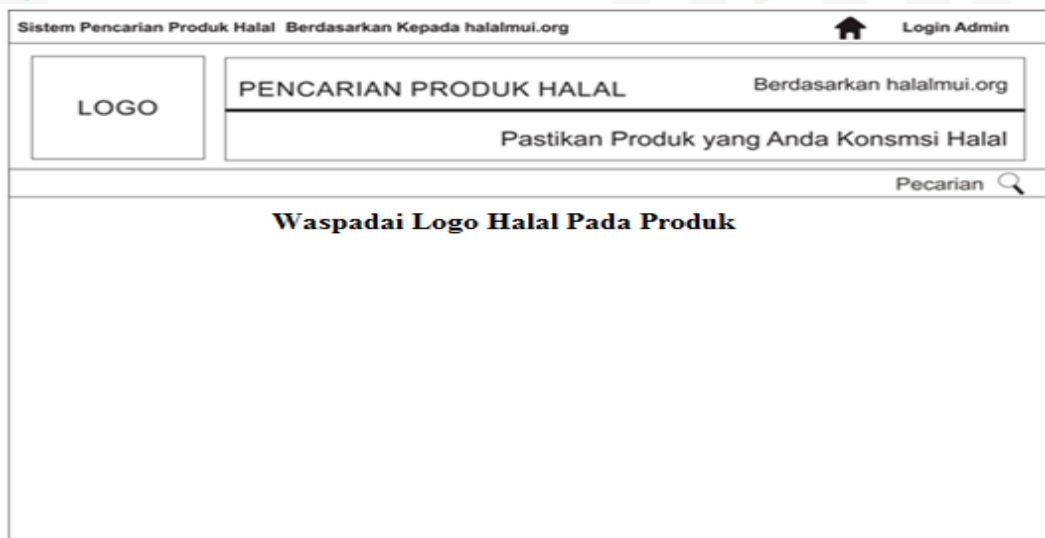 Sistem Pencarian Produk Halal Berdasarkan Kepada halalmui.org
Login Admin
LOGO
PENCARIAN PRODUK HALAL
Berdasarkan halalmui.org
Pastikan Produk yang Anda Konsmsi Halal
Pecarian
Waspadai Logo Halal Pada Produk